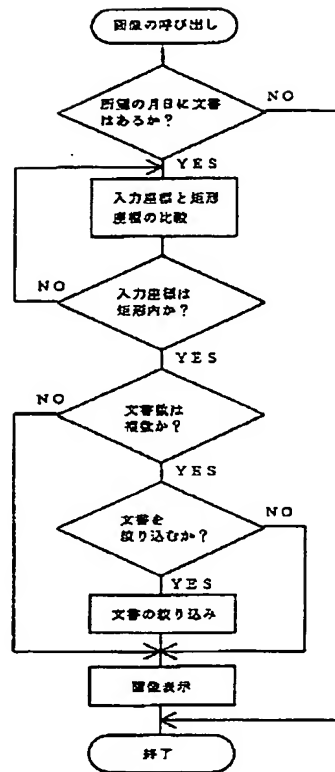 画像の呼び出し
所望の月日に文書
はあるか?
NO
YES
入力座標と矩形
座標の比較
入力座標は
矩形内か?
NO
YES
文書数は
複数か?
NO
YES
文書を
絞り込むか?
NO
YES
文書の絞り込み
画像表示
終了